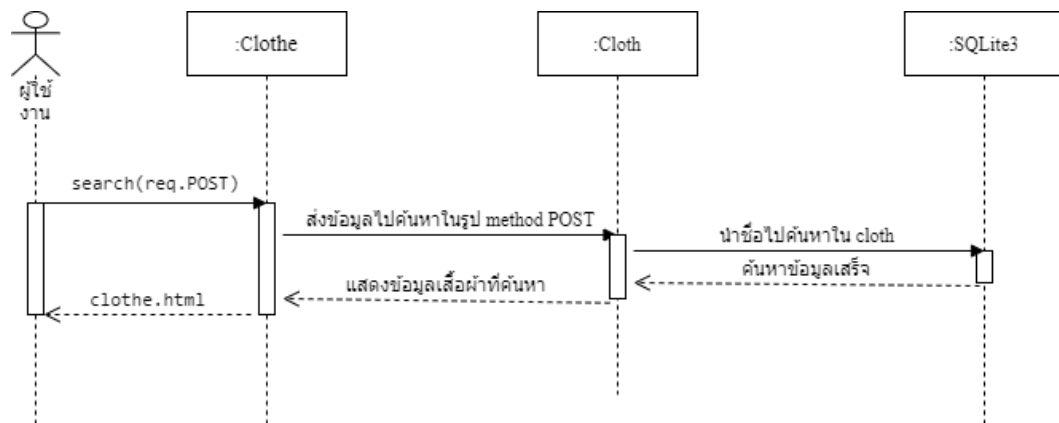 :Clothe
:Cloth
:SQLite3
ผู้ใช้
งาน
search(req.POST)
ส่งข้อมูลไปค้นหาในรูป method POST
นำชื่อไปค้นหาใน cloth
ค้นหาข้อมูลเสร็จ
แสดงข้อมูลเสื้อผ้าที่ค้นหา
clothe.html